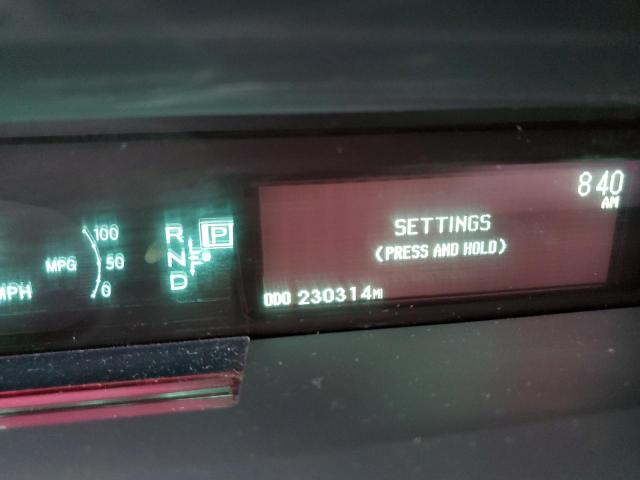 840
AM
SETTINGS
(PRESS AND HOLD)
ODO 230314MI
100
MPG 50
0
MPH
R P
N
D